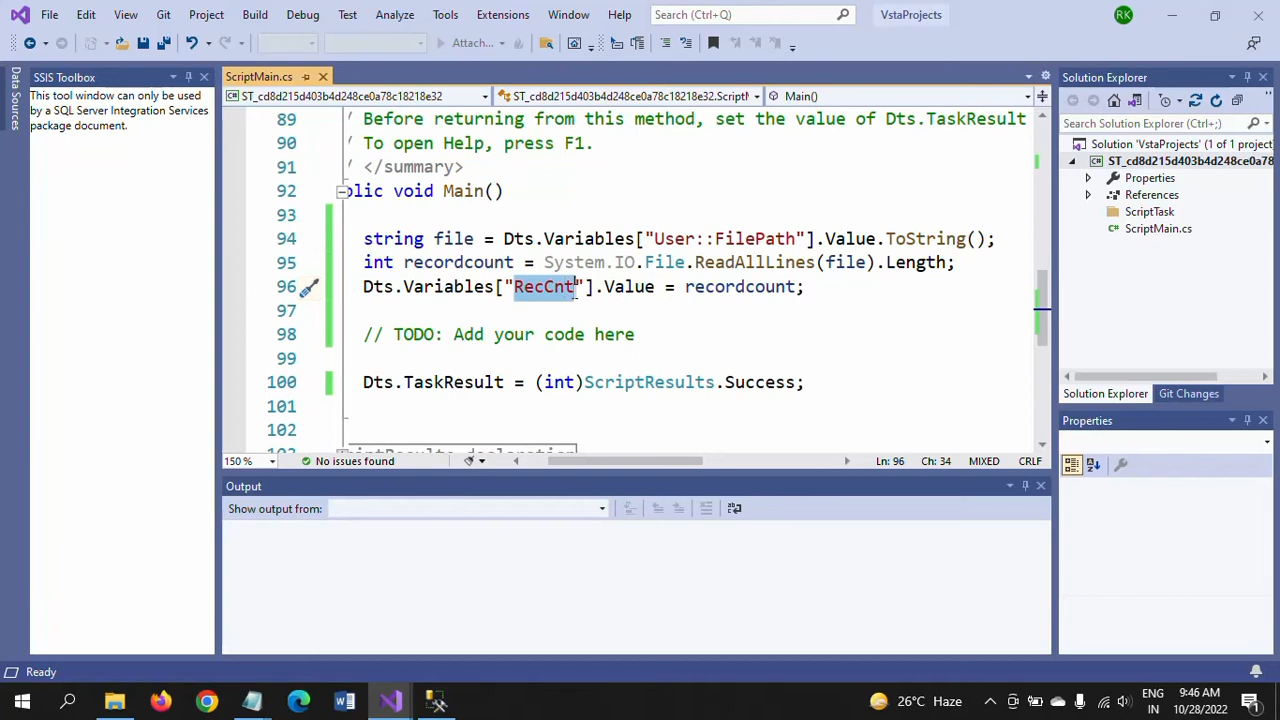 File Edit View Git Project Build Debug Test Analyze Tools Extensions Window Help Search (Ctrl+Q) VstaProjects RK
Attach...
Data Sources
SSIS Toolbox
This tool window can only be used
by a SQL Server Integration Services
package document.
ScriptMain.cs
ST_cd8d215d403b4d248ce0a78c18218e32 ST_cd8d215d403b4d248ce0a78c18218e32.ScriptM Main()
89 / Before returning from this method, set the value of Dts.TaskResult
90 / To open Help, press F1.
91 / </summary>
92 blic void Main()
93
94 string file = Dts.Variables["User::FilePath"].Value.ToString();
95 int recordcount = System.IO.File.ReadAllLines(file).Length;
96 Dts.Variables["RecCnt"].Value = recordcount;
97
98 // TODO: Add your code here
99
100 Dts.TaskResult = (int)ScriptResults.Success;
101
102
150 % No issues found Ln: 96 Ch: 34 MIXED CRLF
Output
Show output from:
Solution Explorer
Search Solution Explorer (Ctrl+;)
Solution 'VstaProjects' (1 of 1 project
ST_cd8d215d403b4d248ce0a78
Properties
References
ScriptTask
ScriptMain.cs
Solution Explorer Git Changes
Properties
Ready
26°C Haze
ENG
IN
9:46 AM
10/28/2022
1